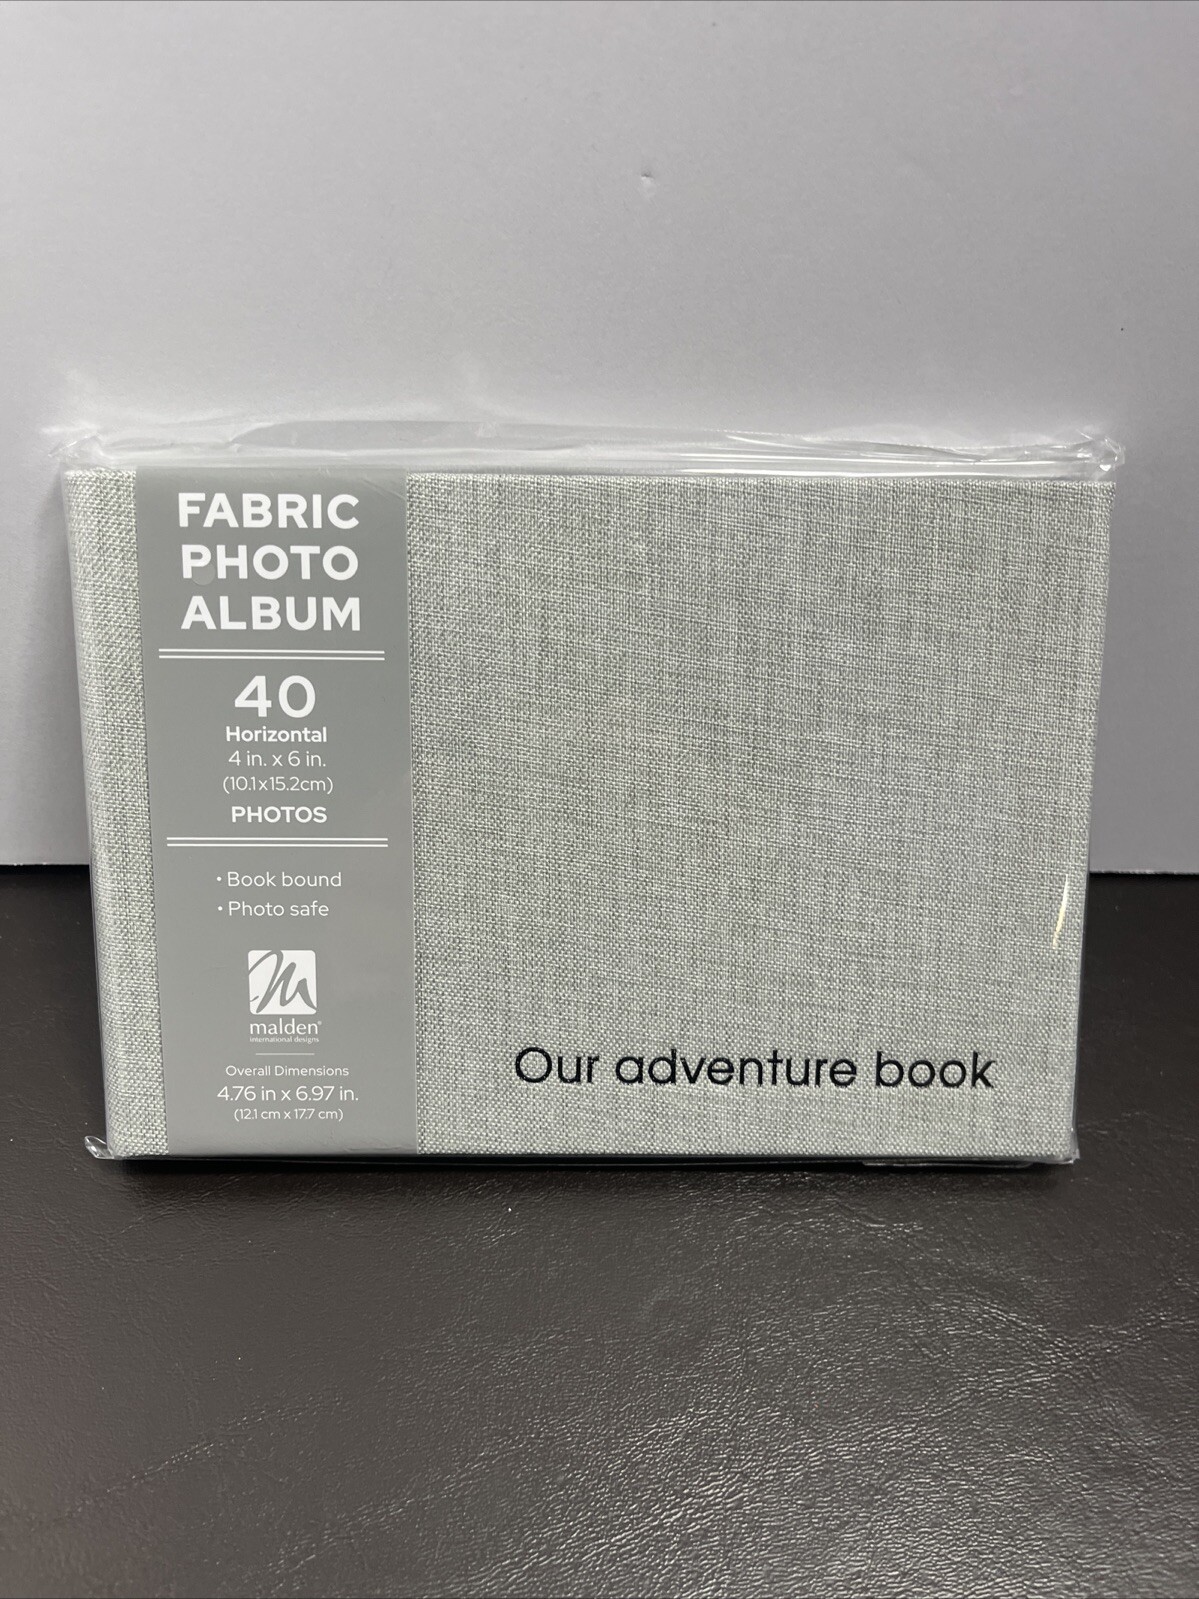 FABRIC
PHOTO
ALBUM
40
Horizontal
4 in. x 6 in.
(10.1x15.2cm)
PHOTOS
• Book bound
• Photo safe
malden®
international designs
Overall Dimensions
4.76 in x 6.97 in.
(12.1 cm x 17.7 cm)
Our adventure book